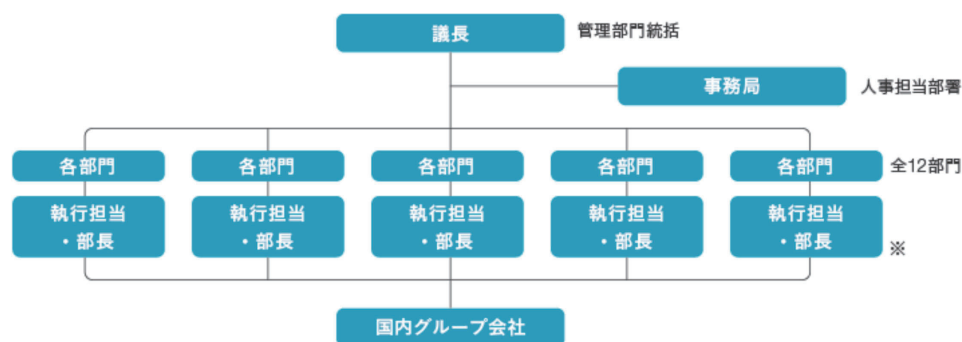 議長
管理部門統括
事務局
人事担当部署
各部門
各部門
各部門
各部門
各部門
全12部門
執行担当
・部長
執行担当
・部長
執行担当
・部長
執行担当
・部長
執行担当
・部長
※
国内グループ会社